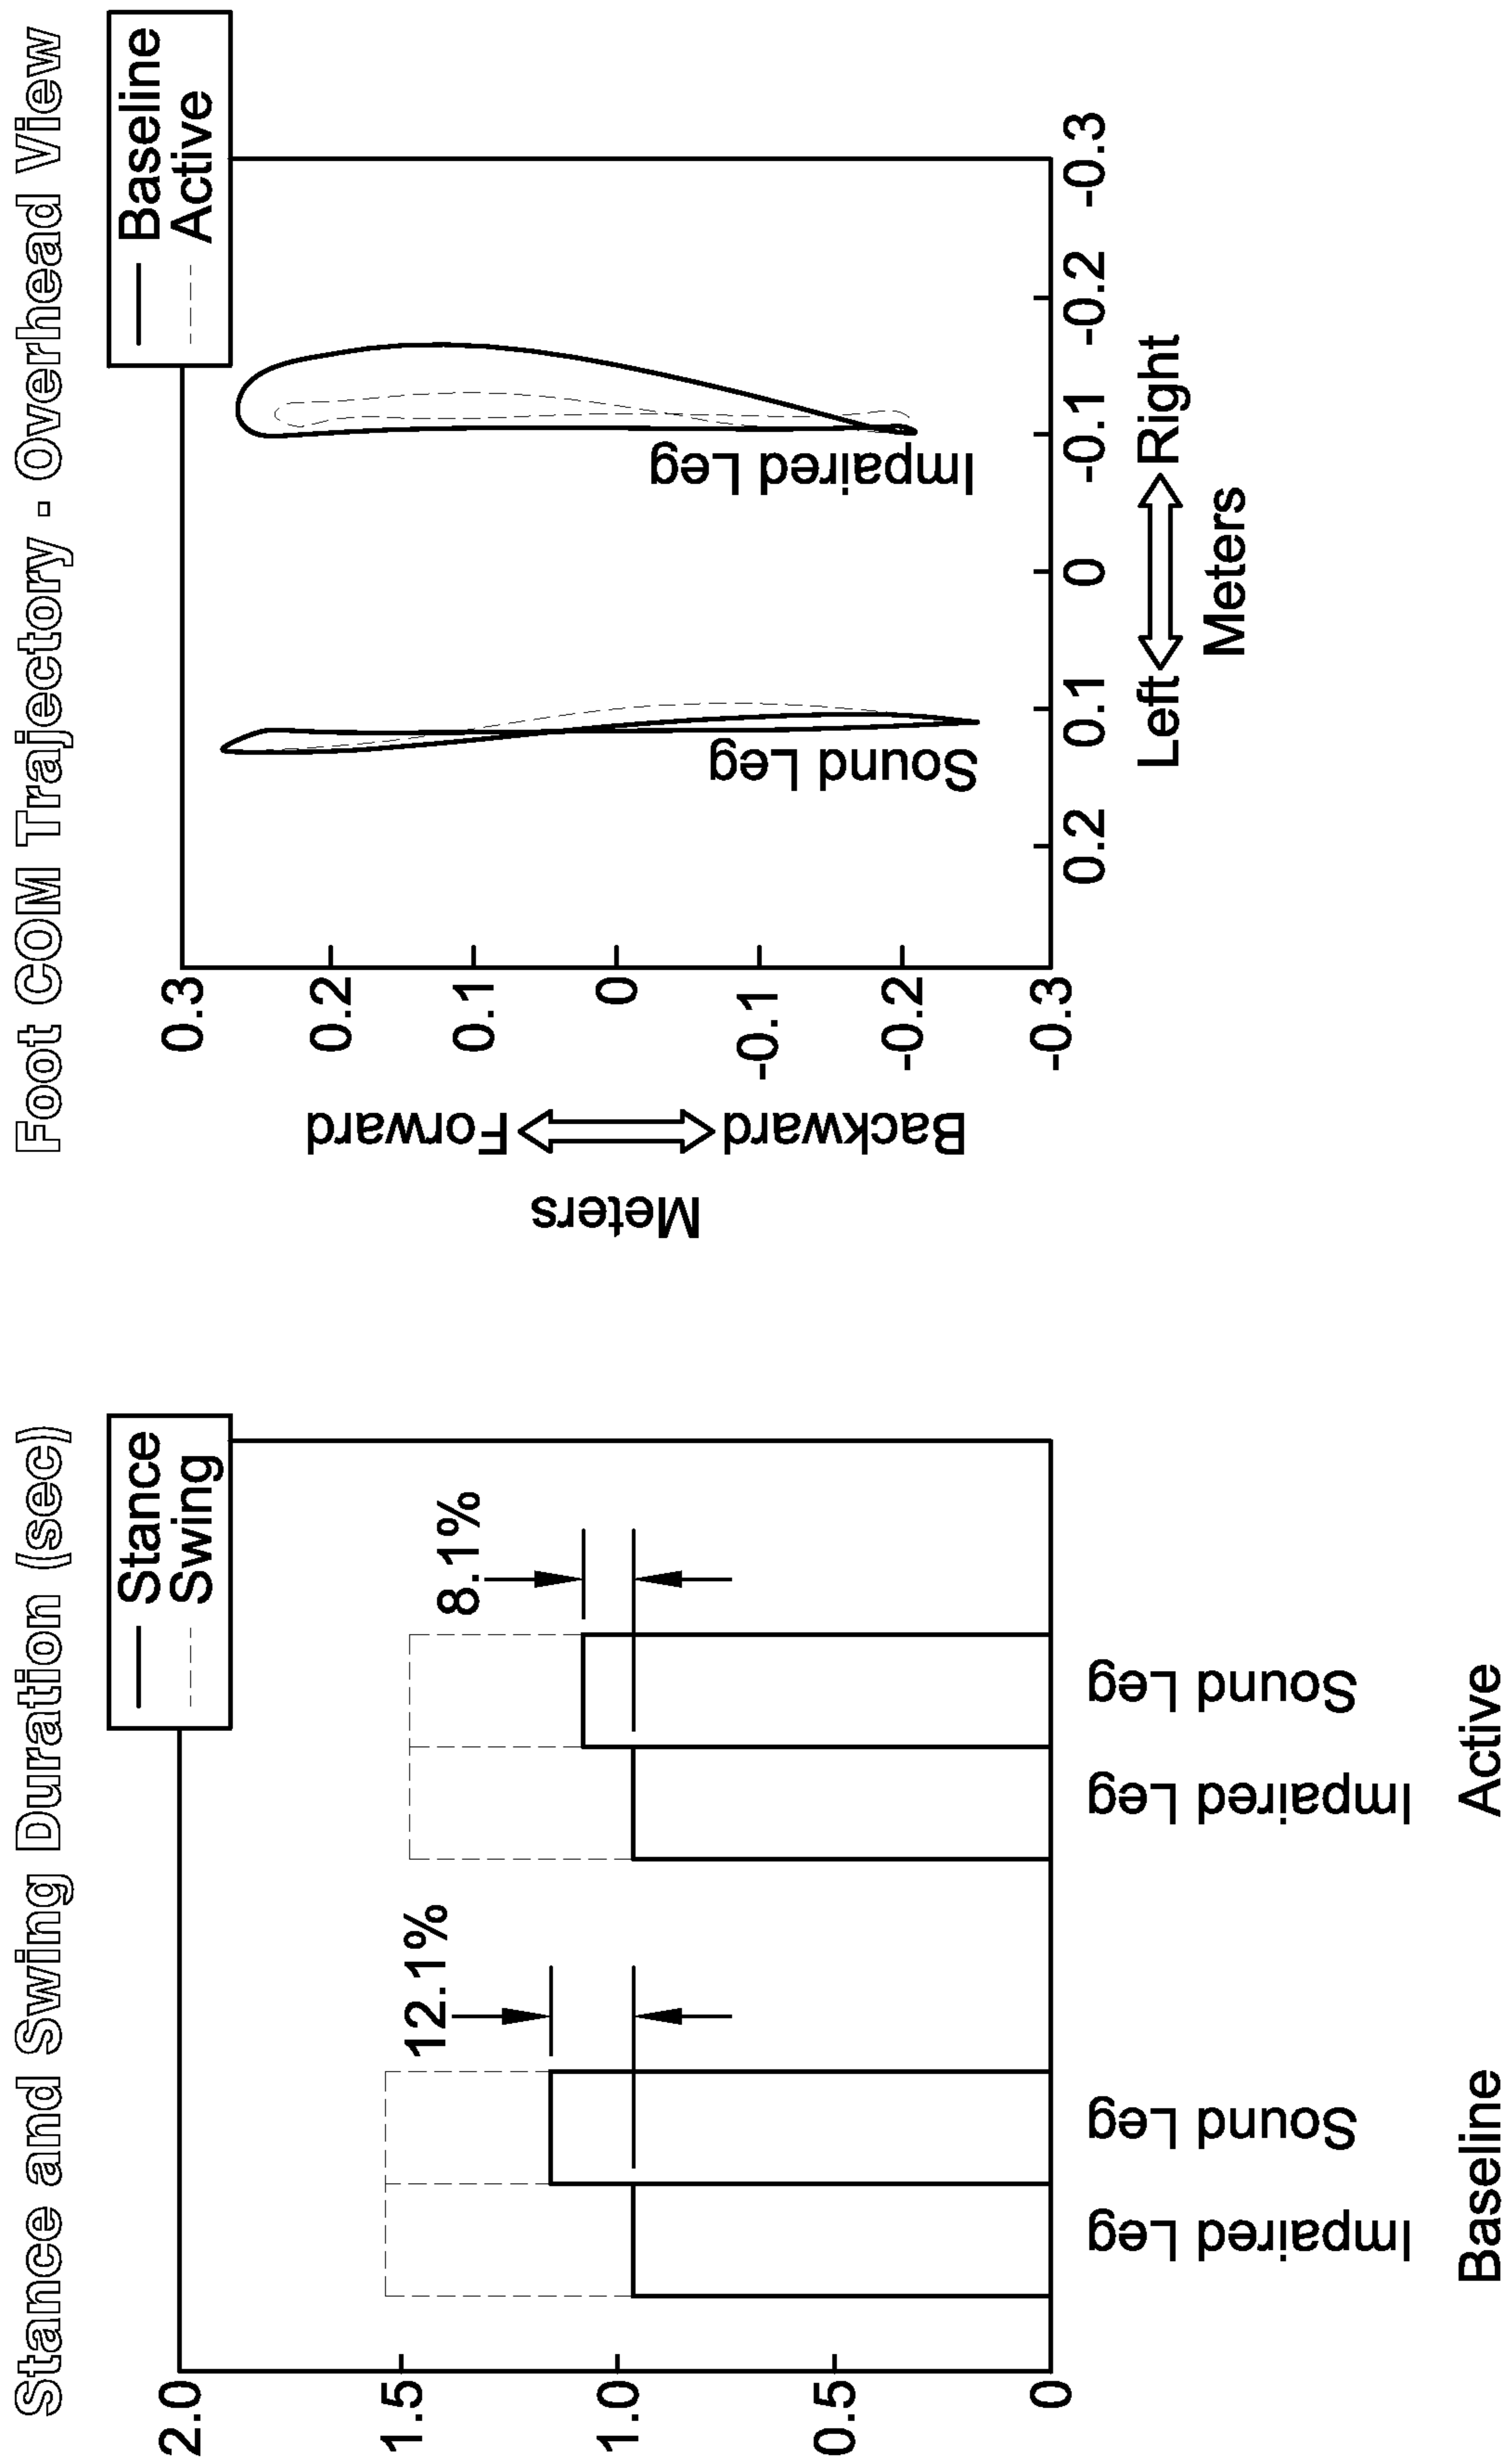 Stance and Swing Duration (sec)
Stance
Swing
2.0
1.5
1.0
0.5
0
12.1%
8.1%
Impaired Leg
Sound Leg
Impaired Leg
Sound Leg
Baseline
Active
Foot COM Trajectory - Overhead View
Baseline
Active
Meters
Backward
Forward
0.3
0.2
0.1
0
-0.1
-0.2
-0.3
Sound Leg
Impaired Leg
0.2
0.1
0
-0.1
-0.2
-0.3
Left
Right
Meters